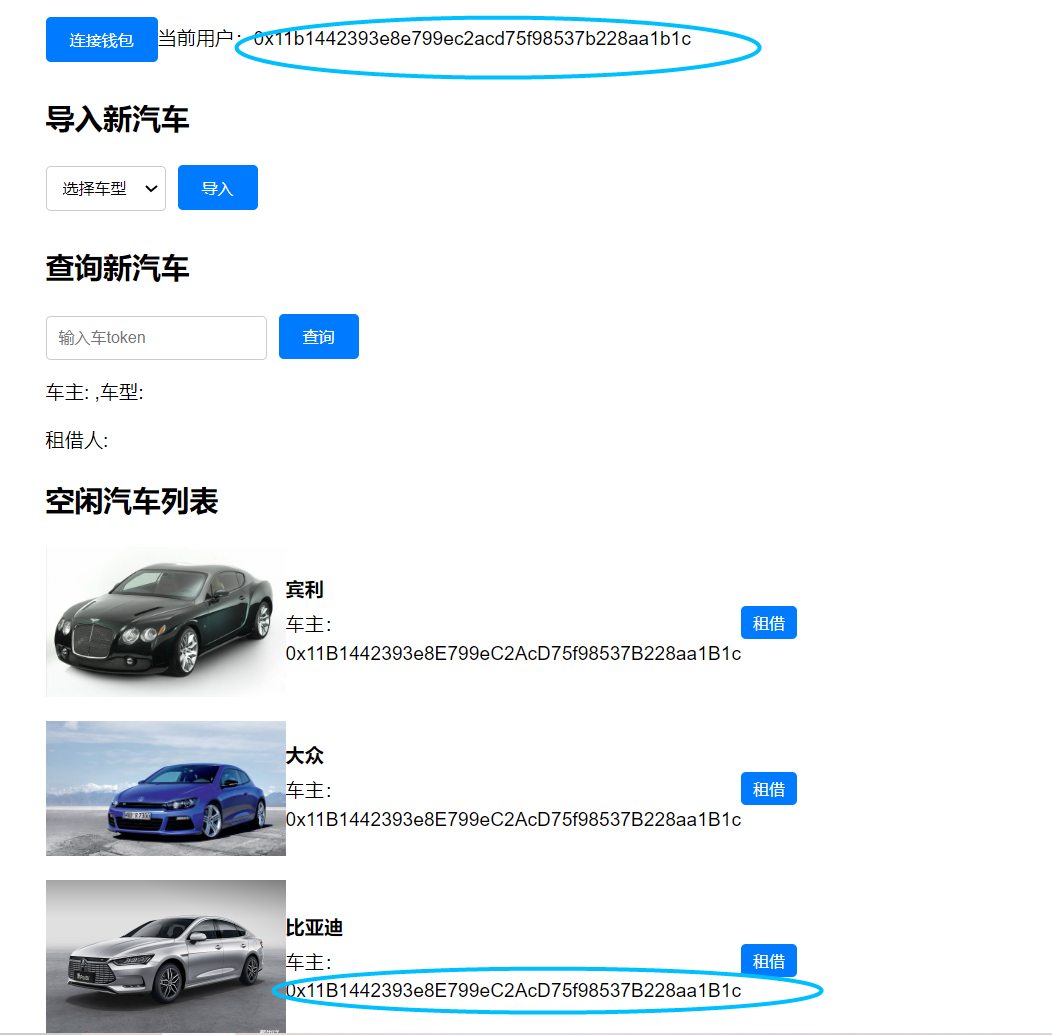 连接钱包当前用户：0x11b1442393e8e799ec2acd75f98537b228aa1b1c
导入新汽车
选择车型 导入
查询新汽车
输入车token 查询
车主: ,车型:
租借人:
空闲汽车列表
宾利
车主：
租借
0x11B1442393e8E799eC2AcD75f98537B228aa1B1c
大众
车主：
租借
0x11B1442393e8E799eC2AcD75f98537B228aa1B1c
比亚迪
车主：
租借
0x11B1442393e8E799eC2AcD75f98537B228aa1B1c